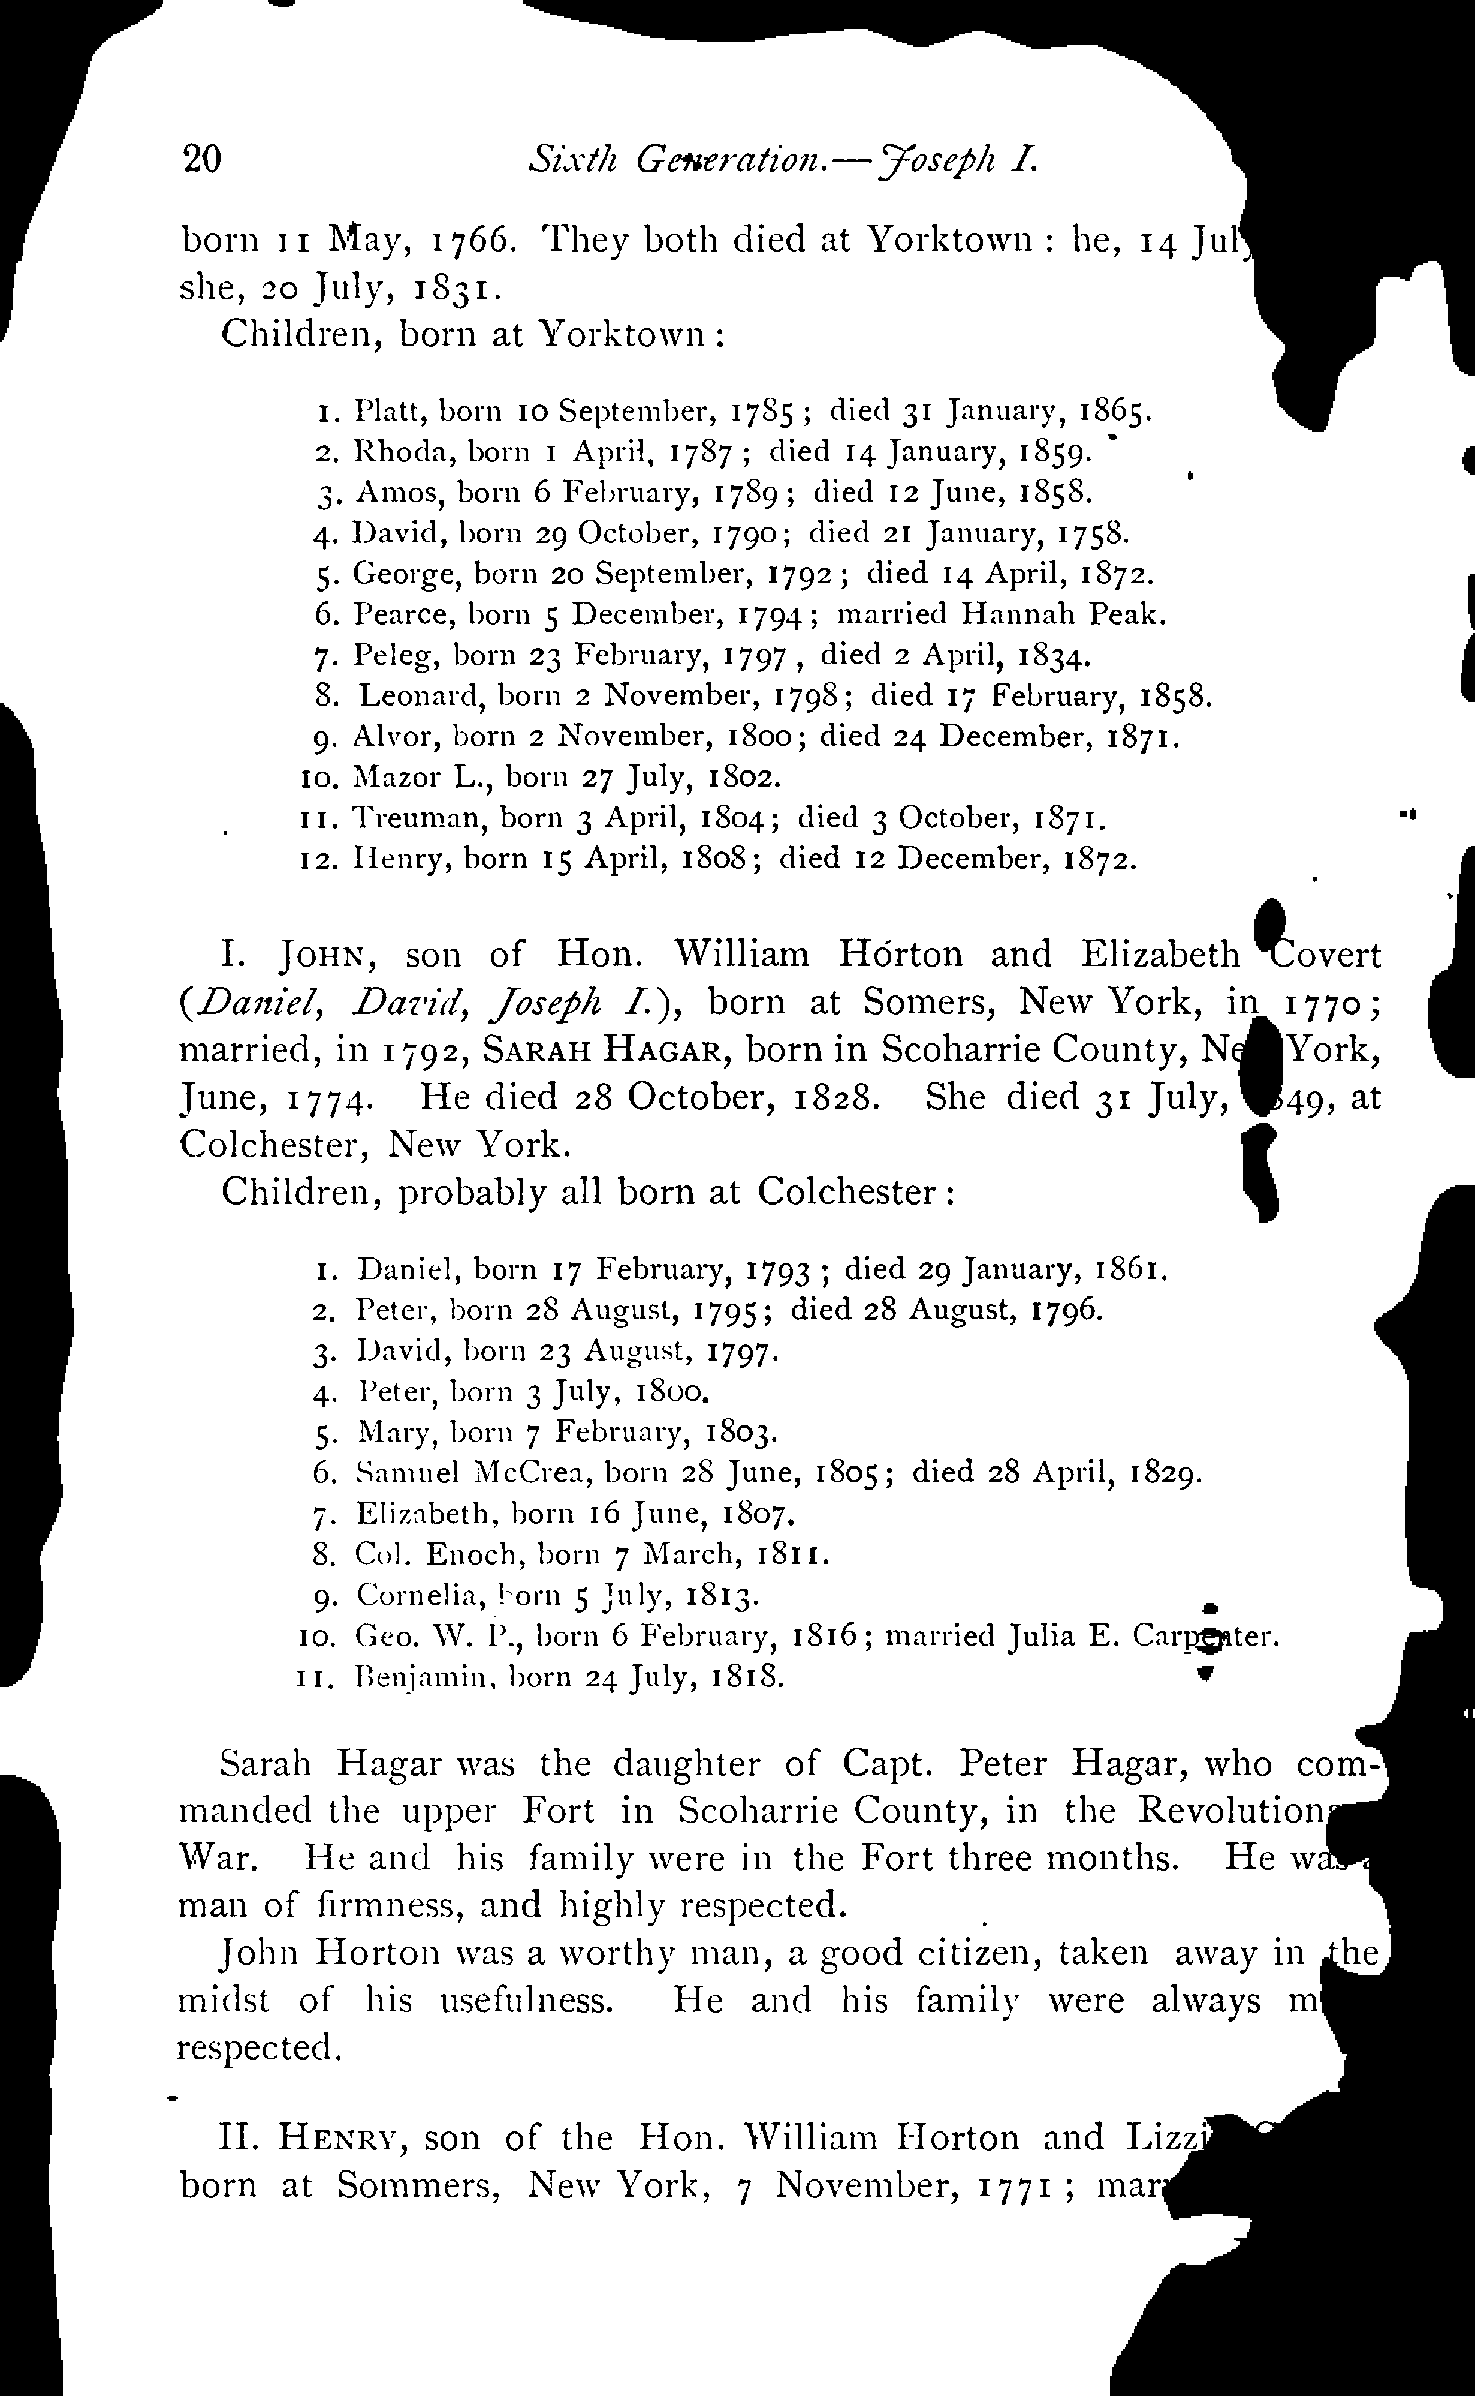 20 Sixth Generation.—Joseph I.
born 11 May, 1766. They both died at Yorktown : he, 14
she, 20 July, 1831.
Children, born at Yorktown :
1. Platt, born 10 September, 1785 ; died 31 January, 1865.
2. Rhoda, born 1 April, 1787 ; died 14 January, 1859.
3. Amos, born 6 February, 1789 ; died 12 June, 1858.
4. David, born 29 October, 1790; died 21 January, 1758.
5. George, born 20 September, 1792 ; died 14 April, 1872.
6. Pearce, born 5 December, 1794 ; married Hannah Peak.
7. Peleg, born 23 February, 1797 , died 2 April, 1834.
8. Leonard, born 2 November, 1798; died 17 February, 1858.
9. Alvor, born 2 November, 1800; died 24 December, 1871.
10. Mazor L., born 27 July, 1802.
11. Treuman, born 3 April, 1804; died 3 October, 1871.
12. Henry, born 15 April, 1808; died 12 December, 1872.
I. JOHN, son of Hon. William Horton and Elizabeth Covert
(Daniel, David, Joseph I.), born at Somers, New York, in 1770 ;
married, in 1792, SARAH HAGAR, born in Scoharrie County, New York,
June, 1774. He died 28 October, 1828. She died 31 July, 1849, at
Colchester, New York.
Children, probably all born at Colchester :
1. Daniel, born 17 February, 1793 ; died 29 January, 1861.
2. Peter, born 28 August, 1795; died 28 August, 1796.
3. David, born 23 August, 1797.
4. Peter, born 3 July, 1800.
5. Mary, born 7 February, 1803.
6. Samuel McCrea, born 28 June, 1805; died 28 April, 1829.
7. Elizabeth, born 16 June, 1807.
8. Col. Enoch, born 7 March, 1811.
9. Cornelia, born 5 July, 1813.
10. Geo. W. P., born 6 February, 1816; married Julia E. Carpenter.
11. Benjamin, born 24 July, 1818.
Sarah Hagar was the daughter of Capt. Peter Hagar, who com-
manded the upper Fort in Scoharrie County, in the
War. He and his family were in the Fort three months. He was
man of firmness, and highly respected.
John Horton was a worthy man, a good citizen, taken away in the
midst of his usefulness. He and his family were always
respected.
II. HENRY, son of the Hon. William Horton and
born at Sommers, New York, 7 November, 1771 ;